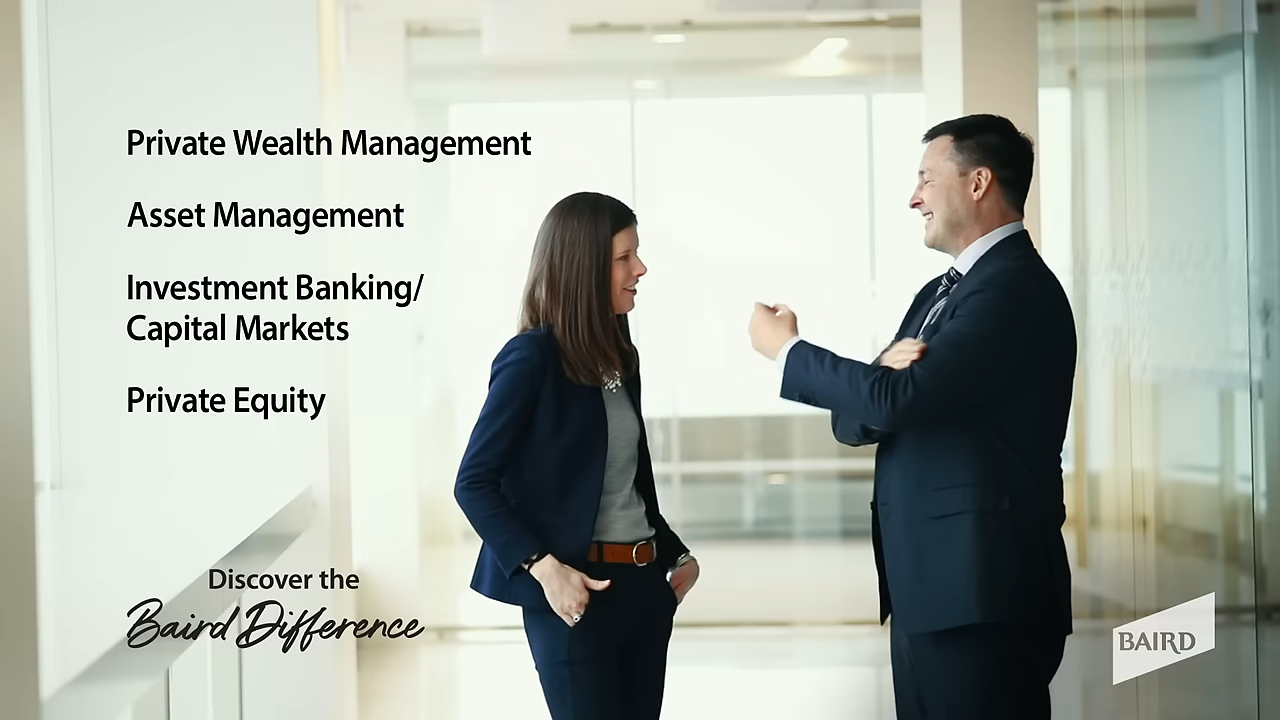 Private Wealth Management
Asset Management
Investment Banking/
Capital Markets
Private Equity
Discover the
Baird Difference
BAIRD